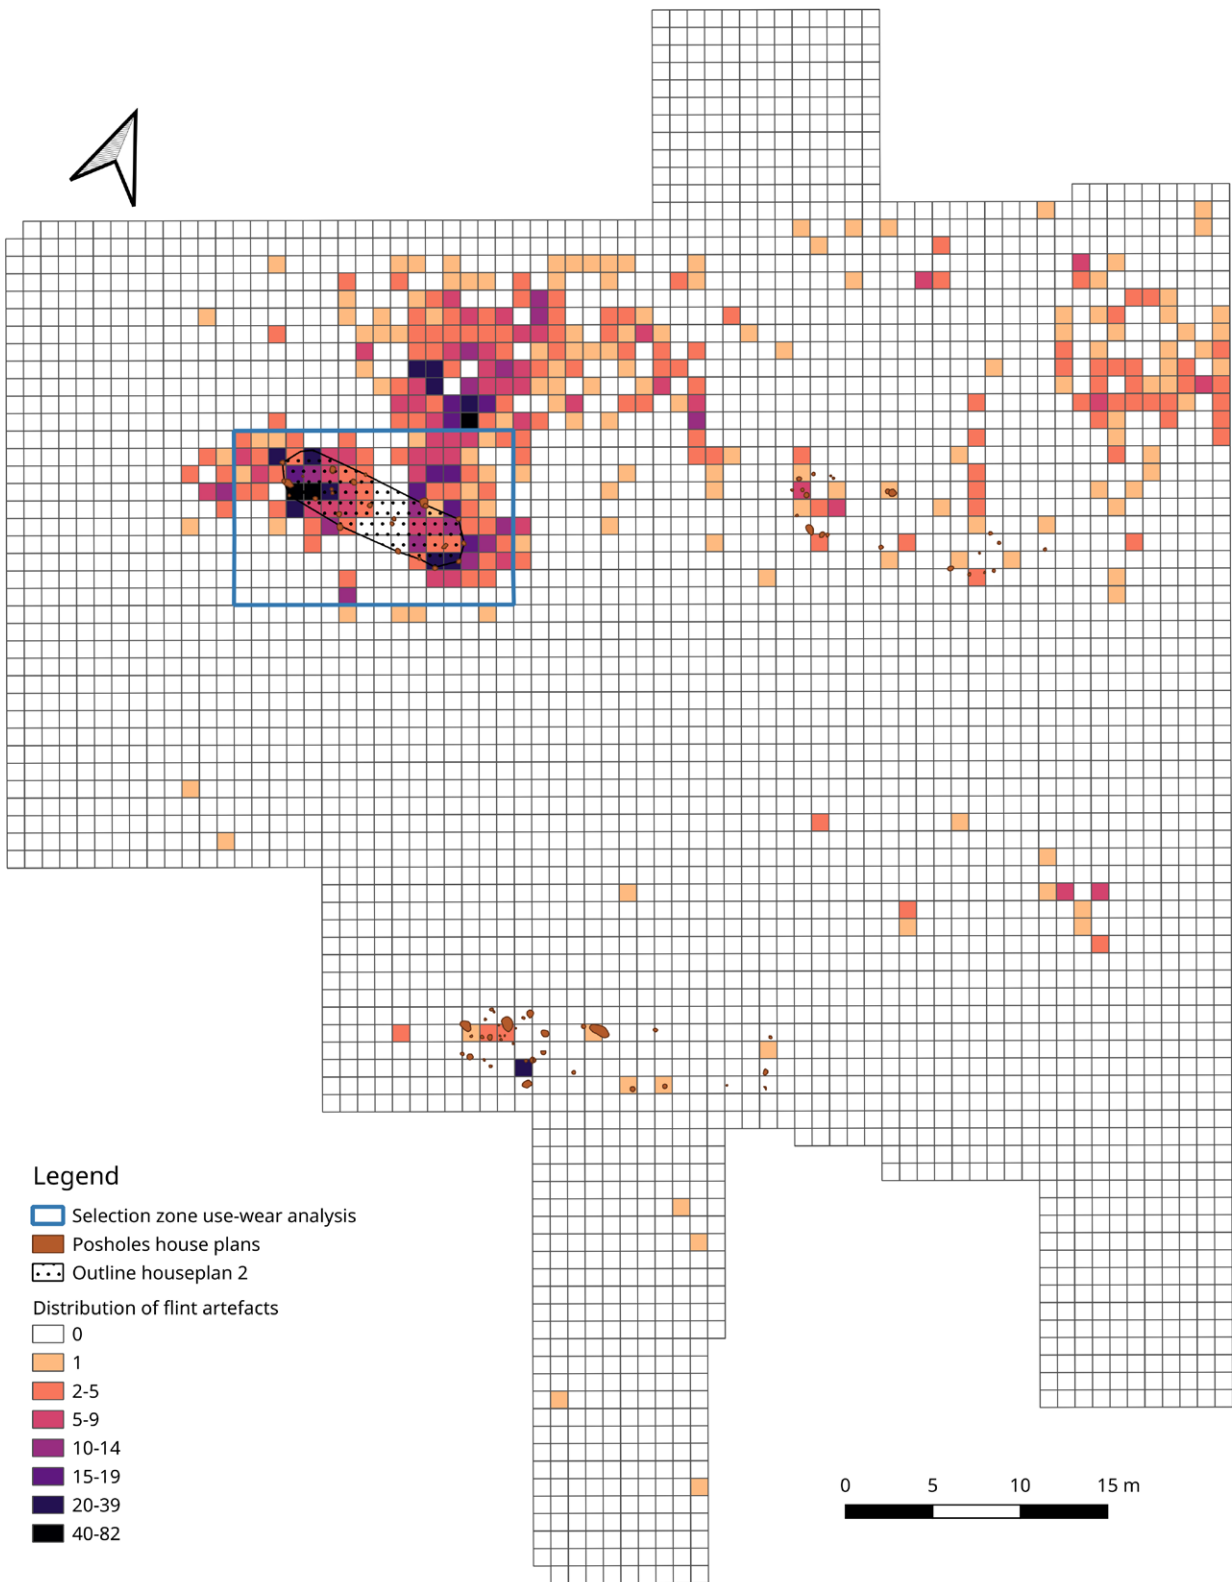 Legend
Selection zone use-wear analysis
Posholes house plans
Outline houseplan 2
Distribution of flint artefacts
0
1
2-5
5-9
10-14
15-19
20-39
40-82
0 5 10 15 m